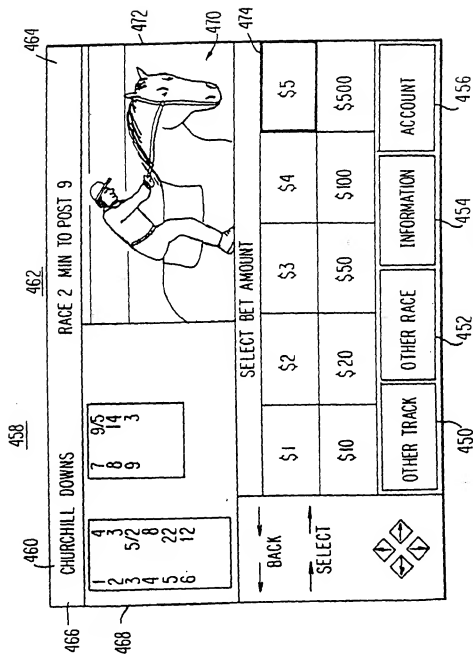 458
460
462
464
466
CHURCHILL DOWNS
RACE 2 MIN TO POST 9
468
1 4
2 3
3 5/2
4 8
5 22
6 12
7 9/5
8 14
9 3
472
470
474
SELECT BET AMOUNT
BACK
SELECT
$1 $2 $3 $4 $5
$10 $20 $50 $100 $500
OTHER TRACK
OTHER RACE
INFORMATION
ACCOUNT
450
452
454
456